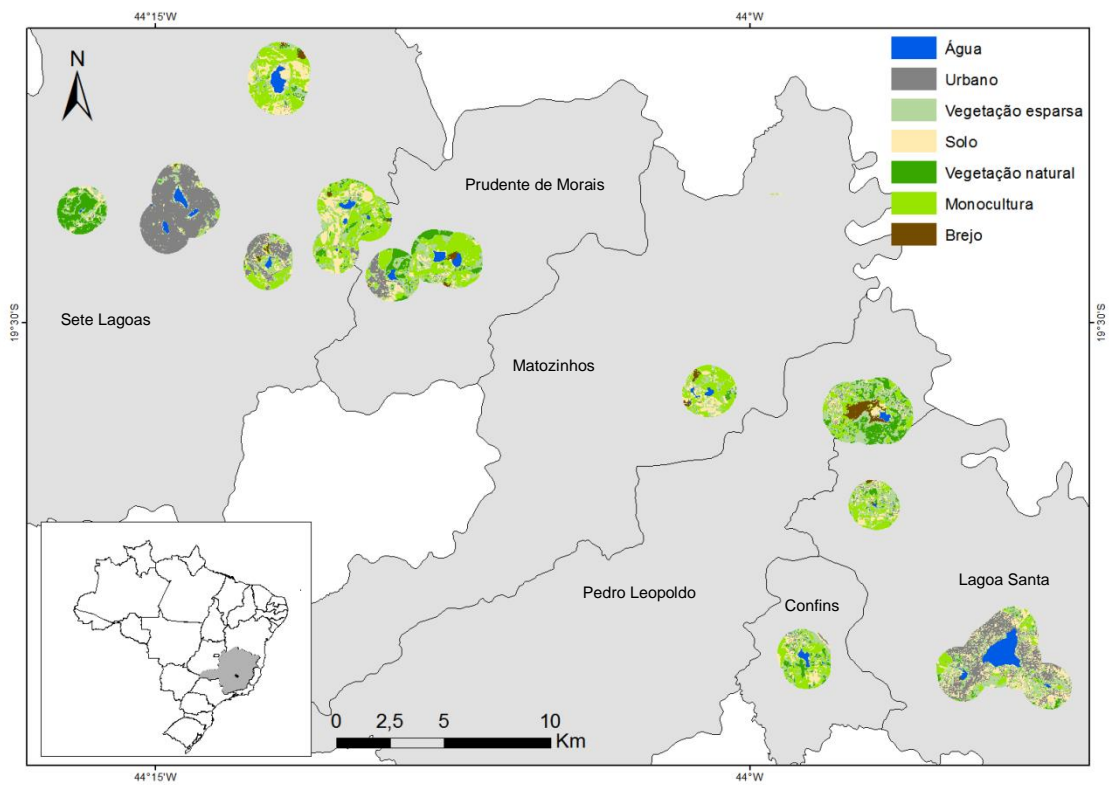 44°15'W 44°W
N
Água
Urbano
Vegetação esparsa
Solo
Vegetação natural
Monocultura
Brejo
Prudente de Morais
19°30'S 19°30'S
Sete Lagoas
Matozinhos
Pedro Leopoldo
Confins
Lagoa Santa
0 2,5 5 10
Km
44°15'W 44°W